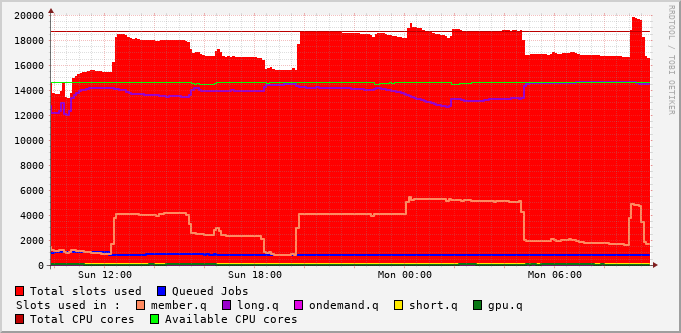 20000
18000
16000
14000
12000
10000
8000
6000
4000
2000
0
Sun 12:00 Sun 18:00 Mon 00:00 Mon 06:00
RRDTOOL / TOBI OETIKER
Total slots used Queued Jobs
Slots used in : member.q long.q ondemand.q short.q gpu.q
Total CPU cores Available CPU cores